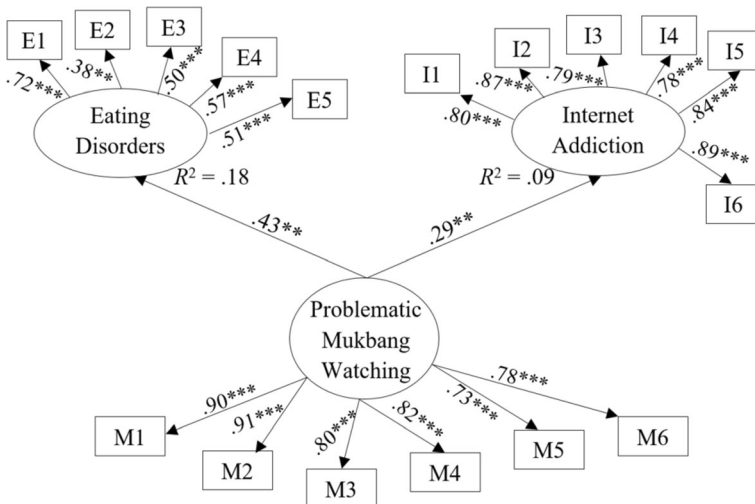 E1
E2
E3
E4
E5
.72***
.38**
.50***
.57***
.51***
Eating
Disorders
R² = .18
I1
I2
I3
I4
I5
I6
.80***
.87***
.79***
.78***
.84***
.89***
Internet
Addiction
R² = .09
.43**
.29**
Problematic
Mukbang
Watching
.90***
.91***
.80***
.82***
.73***
.78***
M1
M2
M3
M4
M5
M6